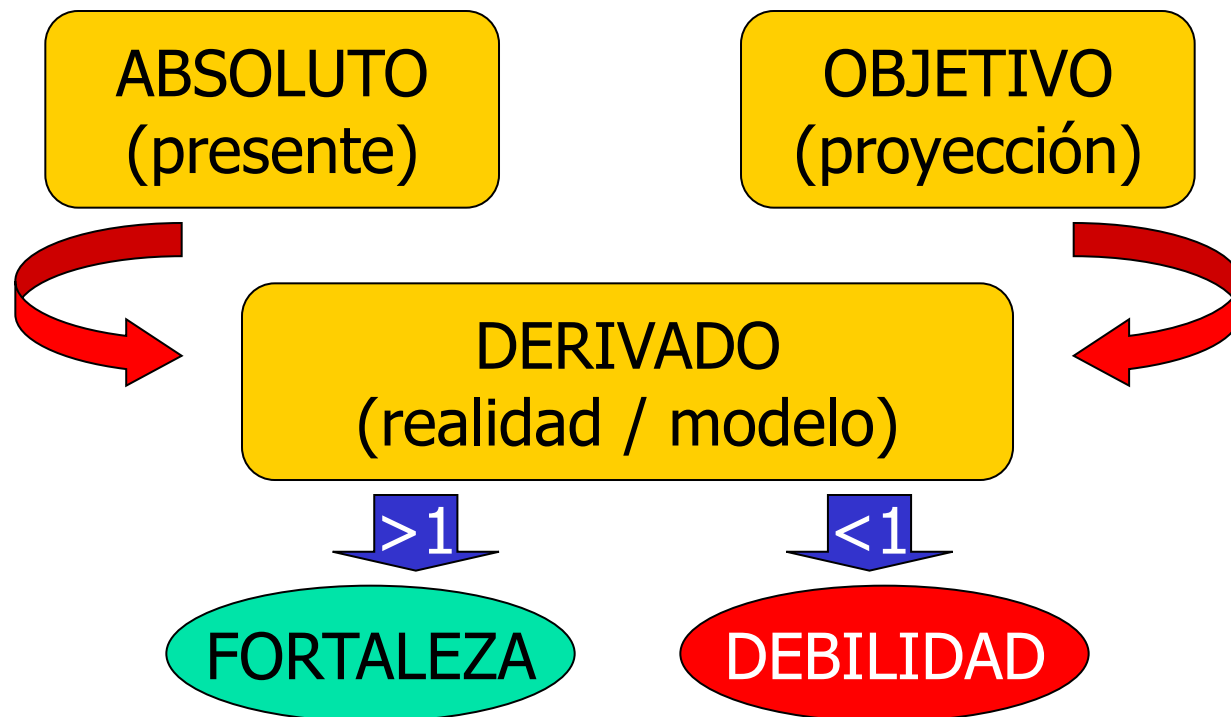 ABSOLUTO
(presente)
OBJETIVO
(proyección)
DERIVADO
(realidad / modelo)
>1
<1
FORTALEZA
DEBILIDAD